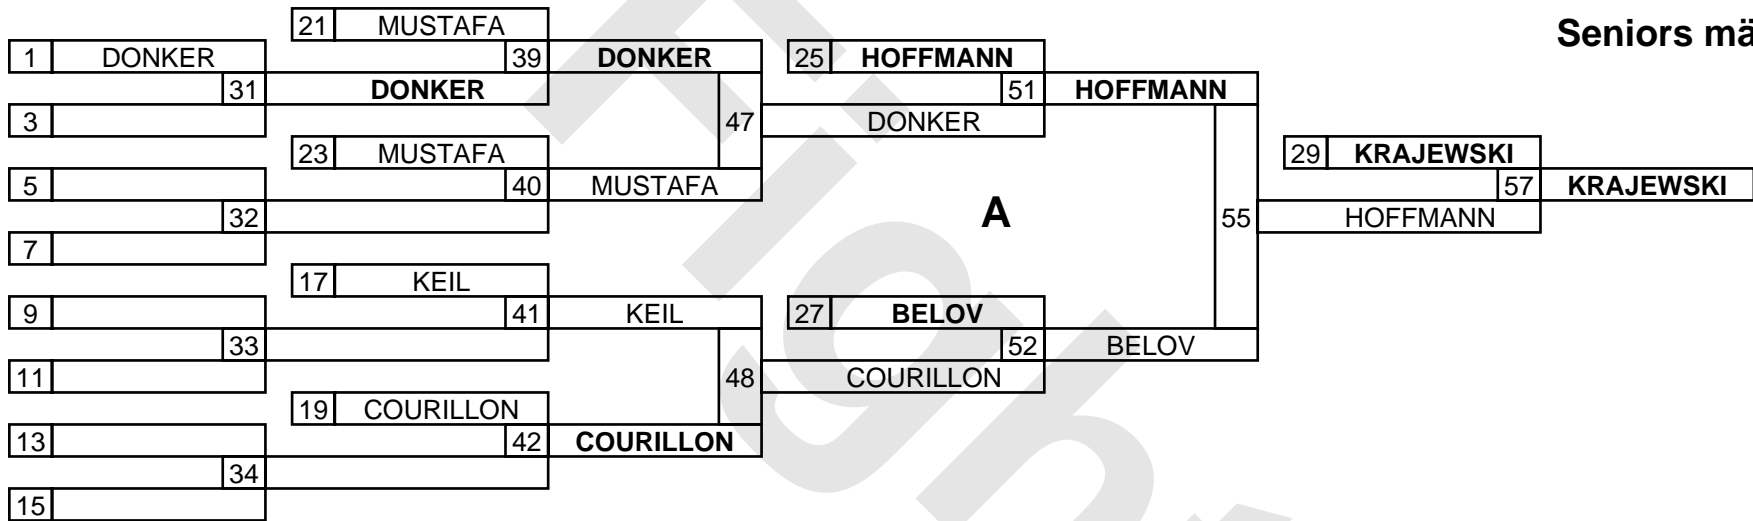 21 MUSTAFA
Seniors mä
1 DONKER 39 DONKER 25 HOFFMANN
31 DONKER 51 HOFFMANN
3 47 DONKER
23 MUSTAFA 29 KRAJEWSKI
5 40 MUSTAFA 57 KRAJEWSKI
32 A 55 HOFFMANN
7
17 KEIL
9 41 KEIL 27 BELOV
33 52 BELOV
11 48 COURILLON
19 COURILLON
13 42 COURILLON
34
15